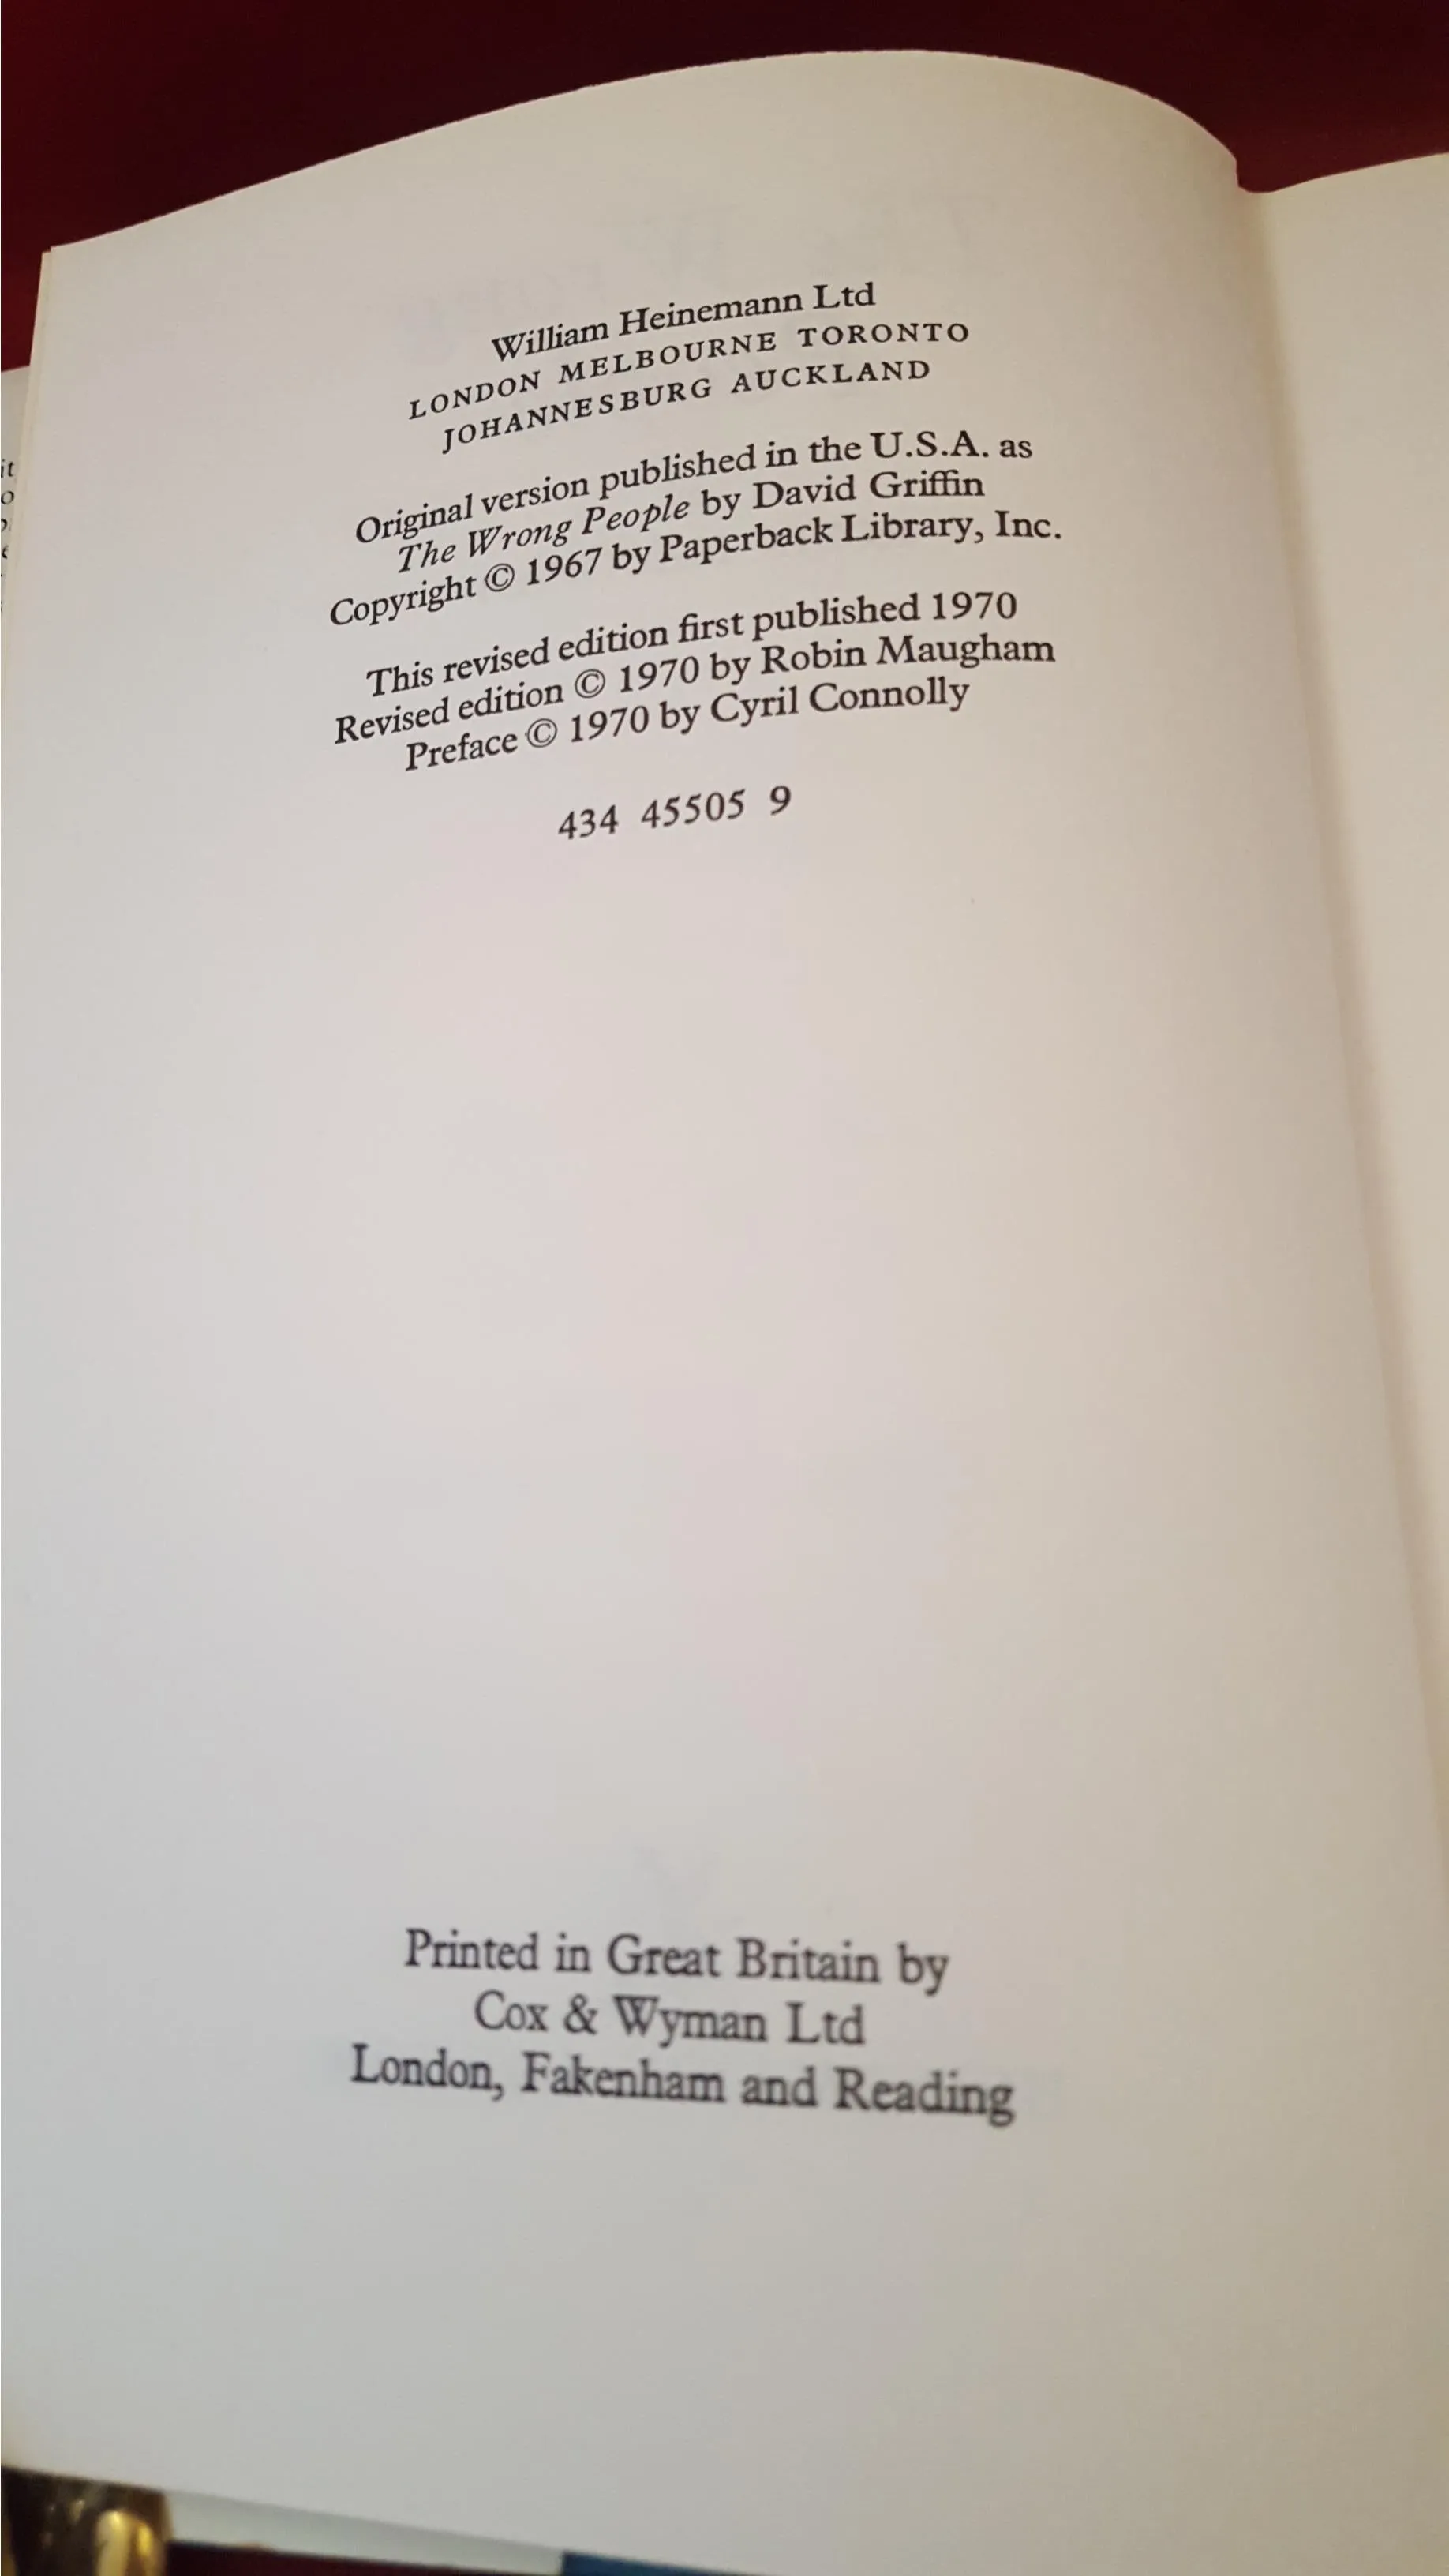 William Heinemann Ltd
LONDON MELBOURNE TORONTO
JOHANNESBURG AUCKLAND
Original version published in the U.S.A. as
The Wrong People by David Griffin
Copyright © 1967 by Paperback Library, Inc.
This revised edition first published 1970
Revised edition © 1970 by Robin Maugham
Preface © 1970 by Cyril Connolly
434 45505 9
Printed in Great Britain by
Cox & Wyman Ltd
London, Fakenham and Reading